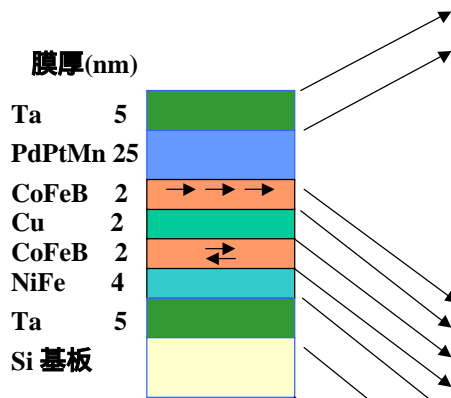 膜厚(nm)
Ta 5
PdPtMn 25
CoFeB 2
Cu 2
CoFeB 2
NiFe 4
Ta 5
Si 基板